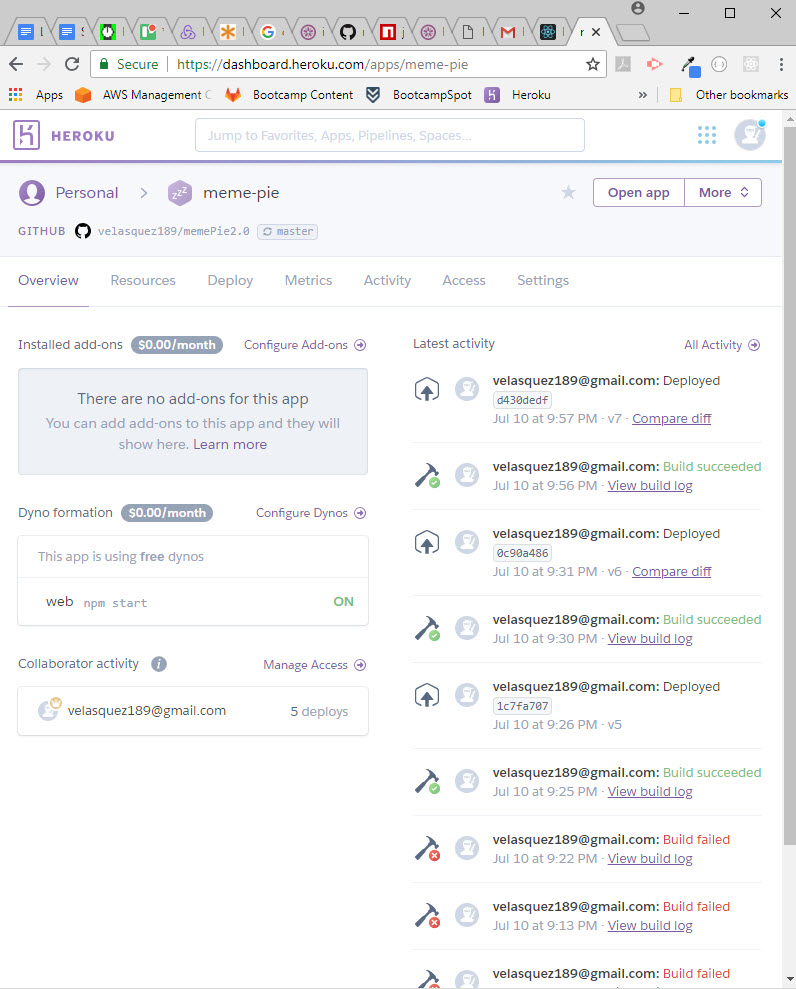 Secure https://dashboard.heroku.com/apps/meme-pie
Apps AWS Management C Bootcamp Content BootcampSpot Heroku » Other bookmarks
HEROKU Jump to Favorites, Apps, Pipelines, Spaces...
Personal > zzZ meme-pie Open app More
GITHUB velasquez189/memePie2.0 master
Overview Resources Deploy Metrics Activity Access Settings
Installed add-ons $0.00/month Configure Add-ons
There are no add-ons for this app
You can add add-ons to this app and they will
show here. Learn more
Dyno formation $0.00/month Configure Dynos
This app is using free dynos
web npm start ON
Collaborator activity i Manage Access
velasquez189@gmail.com 5 deploys
Latest activity All Activity
velasquez189@gmail.com: Deployed
d430dedf
Jul 10 at 9:57 PM · v7 · Compare diff
velasquez189@gmail.com: Build succeeded
Jul 10 at 9:56 PM · View build log
velasquez189@gmail.com: Deployed
0c90a486
Jul 10 at 9:31 PM · v6 · Compare diff
velasquez189@gmail.com: Build succeeded
Jul 10 at 9:30 PM · View build log
velasquez189@gmail.com: Deployed
1c7fa707
Jul 10 at 9:26 PM · v5
velasquez189@gmail.com: Build succeeded
Jul 10 at 9:25 PM · View build log
velasquez189@gmail.com: Build failed
Jul 10 at 9:22 PM · View build log
velasquez189@gmail.com: Build failed
Jul 10 at 9:13 PM · View build log
velasquez189@gmail.com: Build failed